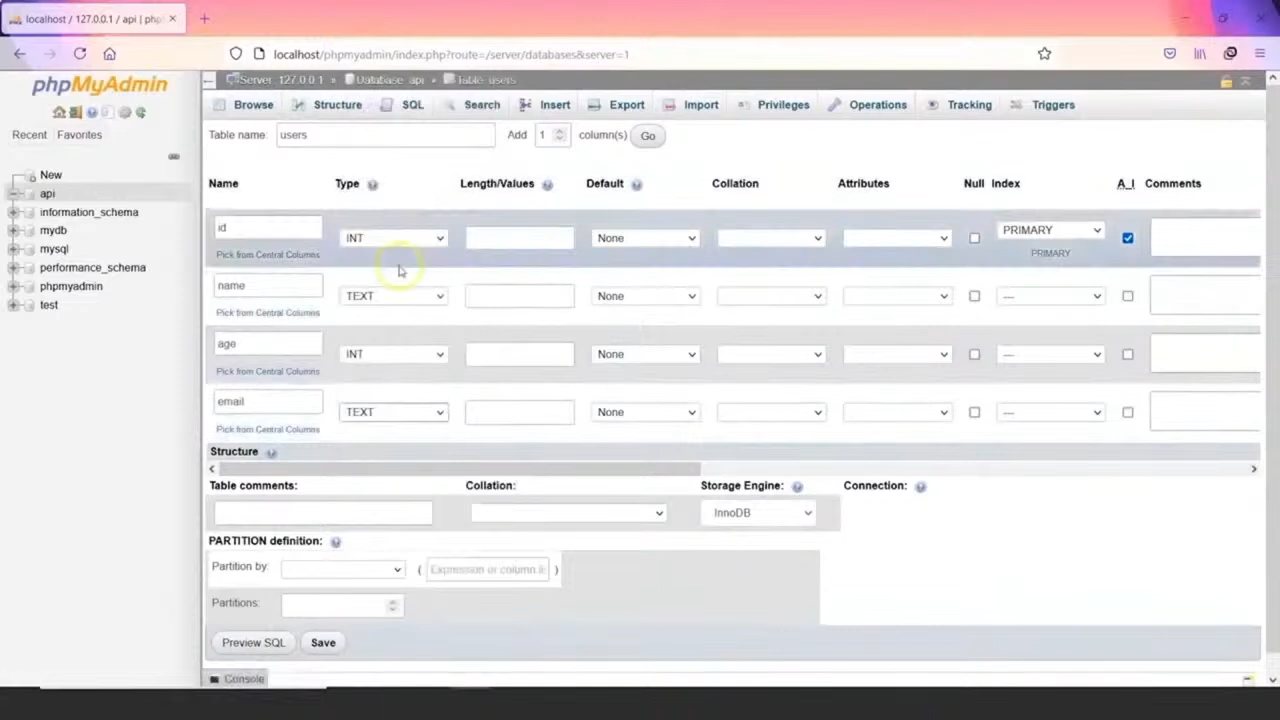 localhost / 127.0.0.1 / api | php
localhost/phpmyadmin/index.php?route=/server/databases&server=1
phpMyAdmin
Recent Favorites
New
api
information_schema
mydb
mysql
performance_schema
phpmyadmin
test
Server: 127.0.0.1 » Database: api » Table: users
Browse Structure SQL Search Insert Export Import Privileges Operations Tracking Triggers
Table name: users Add 1 column(s) Go
Name Type Length/Values Default Collation Attributes Null Index A_I Comments
id INT None PRIMARY
Pick from Central Columns PRIMARY
name TEXT None ---
Pick from Central Columns
age INT None ---
Pick from Central Columns
email TEXT None ---
Pick from Central Columns
Structure
Table comments: Collation: Storage Engine: Connection:
InnoDB
PARTITION definition:
Partition by: ( Expression or column li )
Partitions:
Preview SQL Save
Console